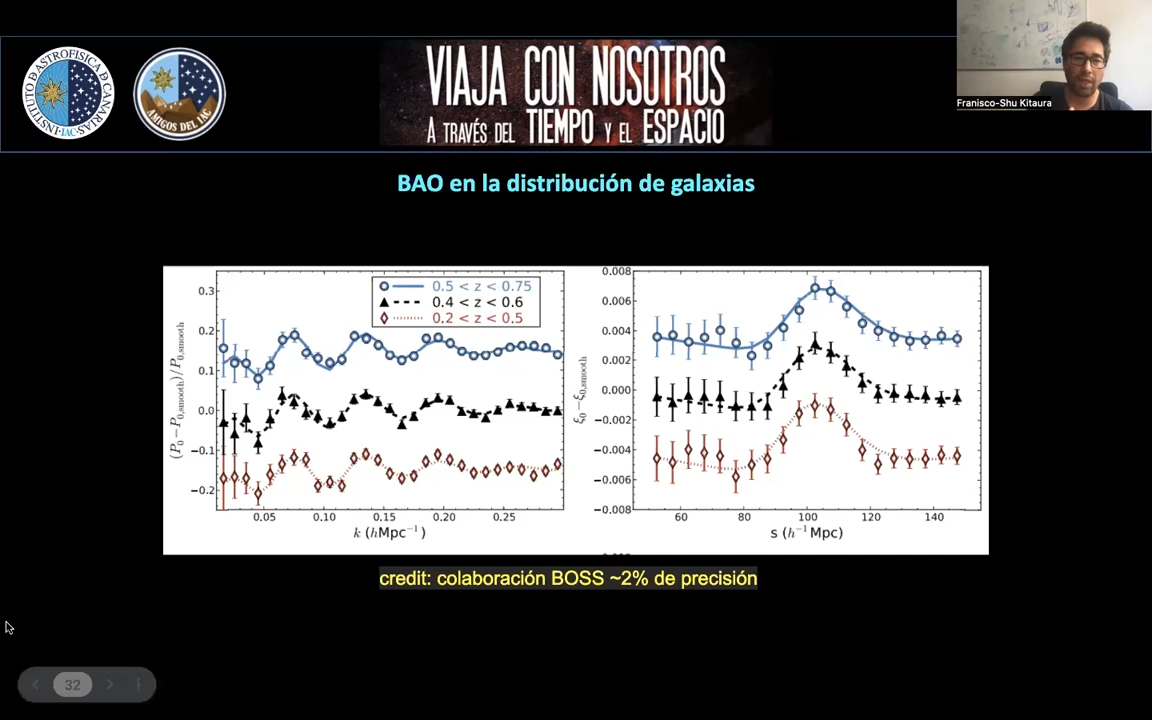 INSTITUTO D ASTROFISICA D CANARIAS
·IAC·
AMIGOS DEL IAC
VIAJA CON NOSOTROS
A TRAVÉS DEL TIEMPO Y EL ESPACIO
Franisco-Shu Kitaura
BAO en la distribución de galaxias
0.5 < z < 0.75
0.4 < z < 0.6
0.2 < z < 0.5
0.3
0.2
0.1
0.0
−0.1
−0.2
(P₀ − P₀,smooth)/P₀,smooth
0.05 0.10 0.15 0.20 0.25
k (hMpc⁻¹)
0.008
0.006
0.004
0.002
0.000
−0.002
−0.004
−0.006
−0.008
ξ₀ − ξ₀,smooth
60 80 100 120 140
s (h⁻¹ Mpc)
credit: colaboración BOSS ~2% de precisión
32